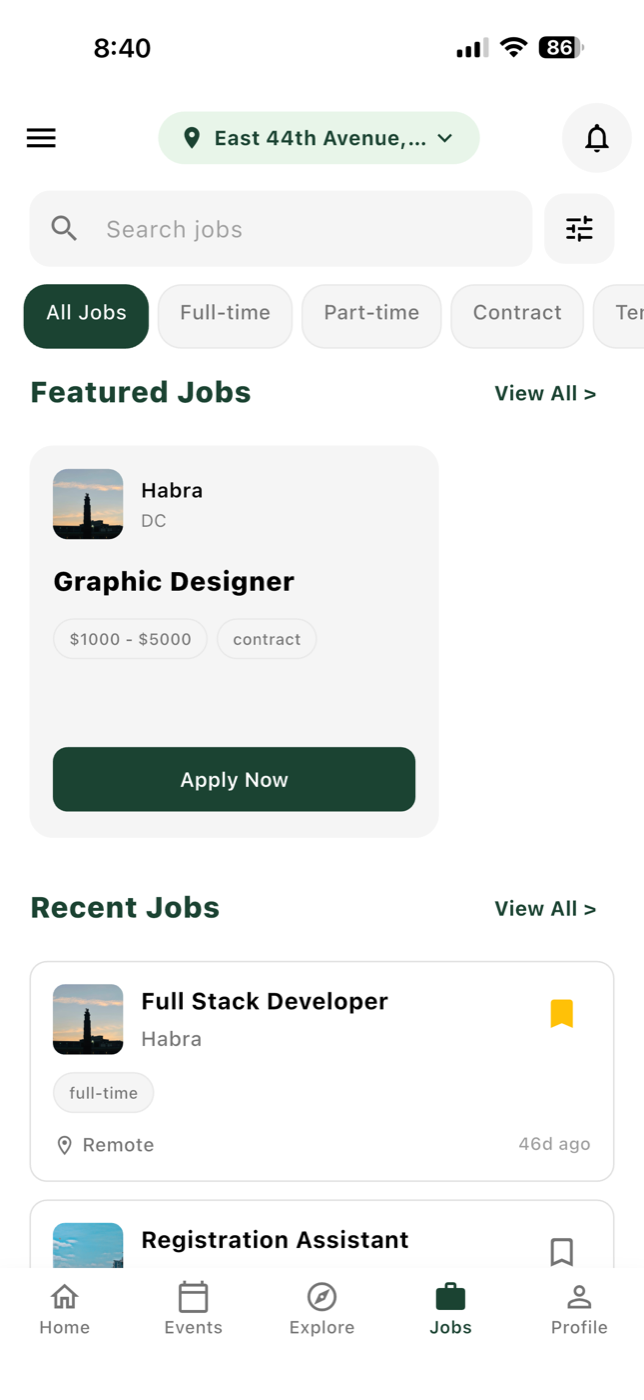 8:40
86
East 44th Avenue,...
Search jobs
All Jobs
Full-time
Part-time
Contract
Ter
Featured Jobs
View All >
Habra
DC
Graphic Designer
$1000 - $5000
contract
Apply Now
Recent Jobs
View All >
Full Stack Developer
Habra
full-time
Remote
46d ago
Registration Assistant
Home
Events
Explore
Jobs
Profile